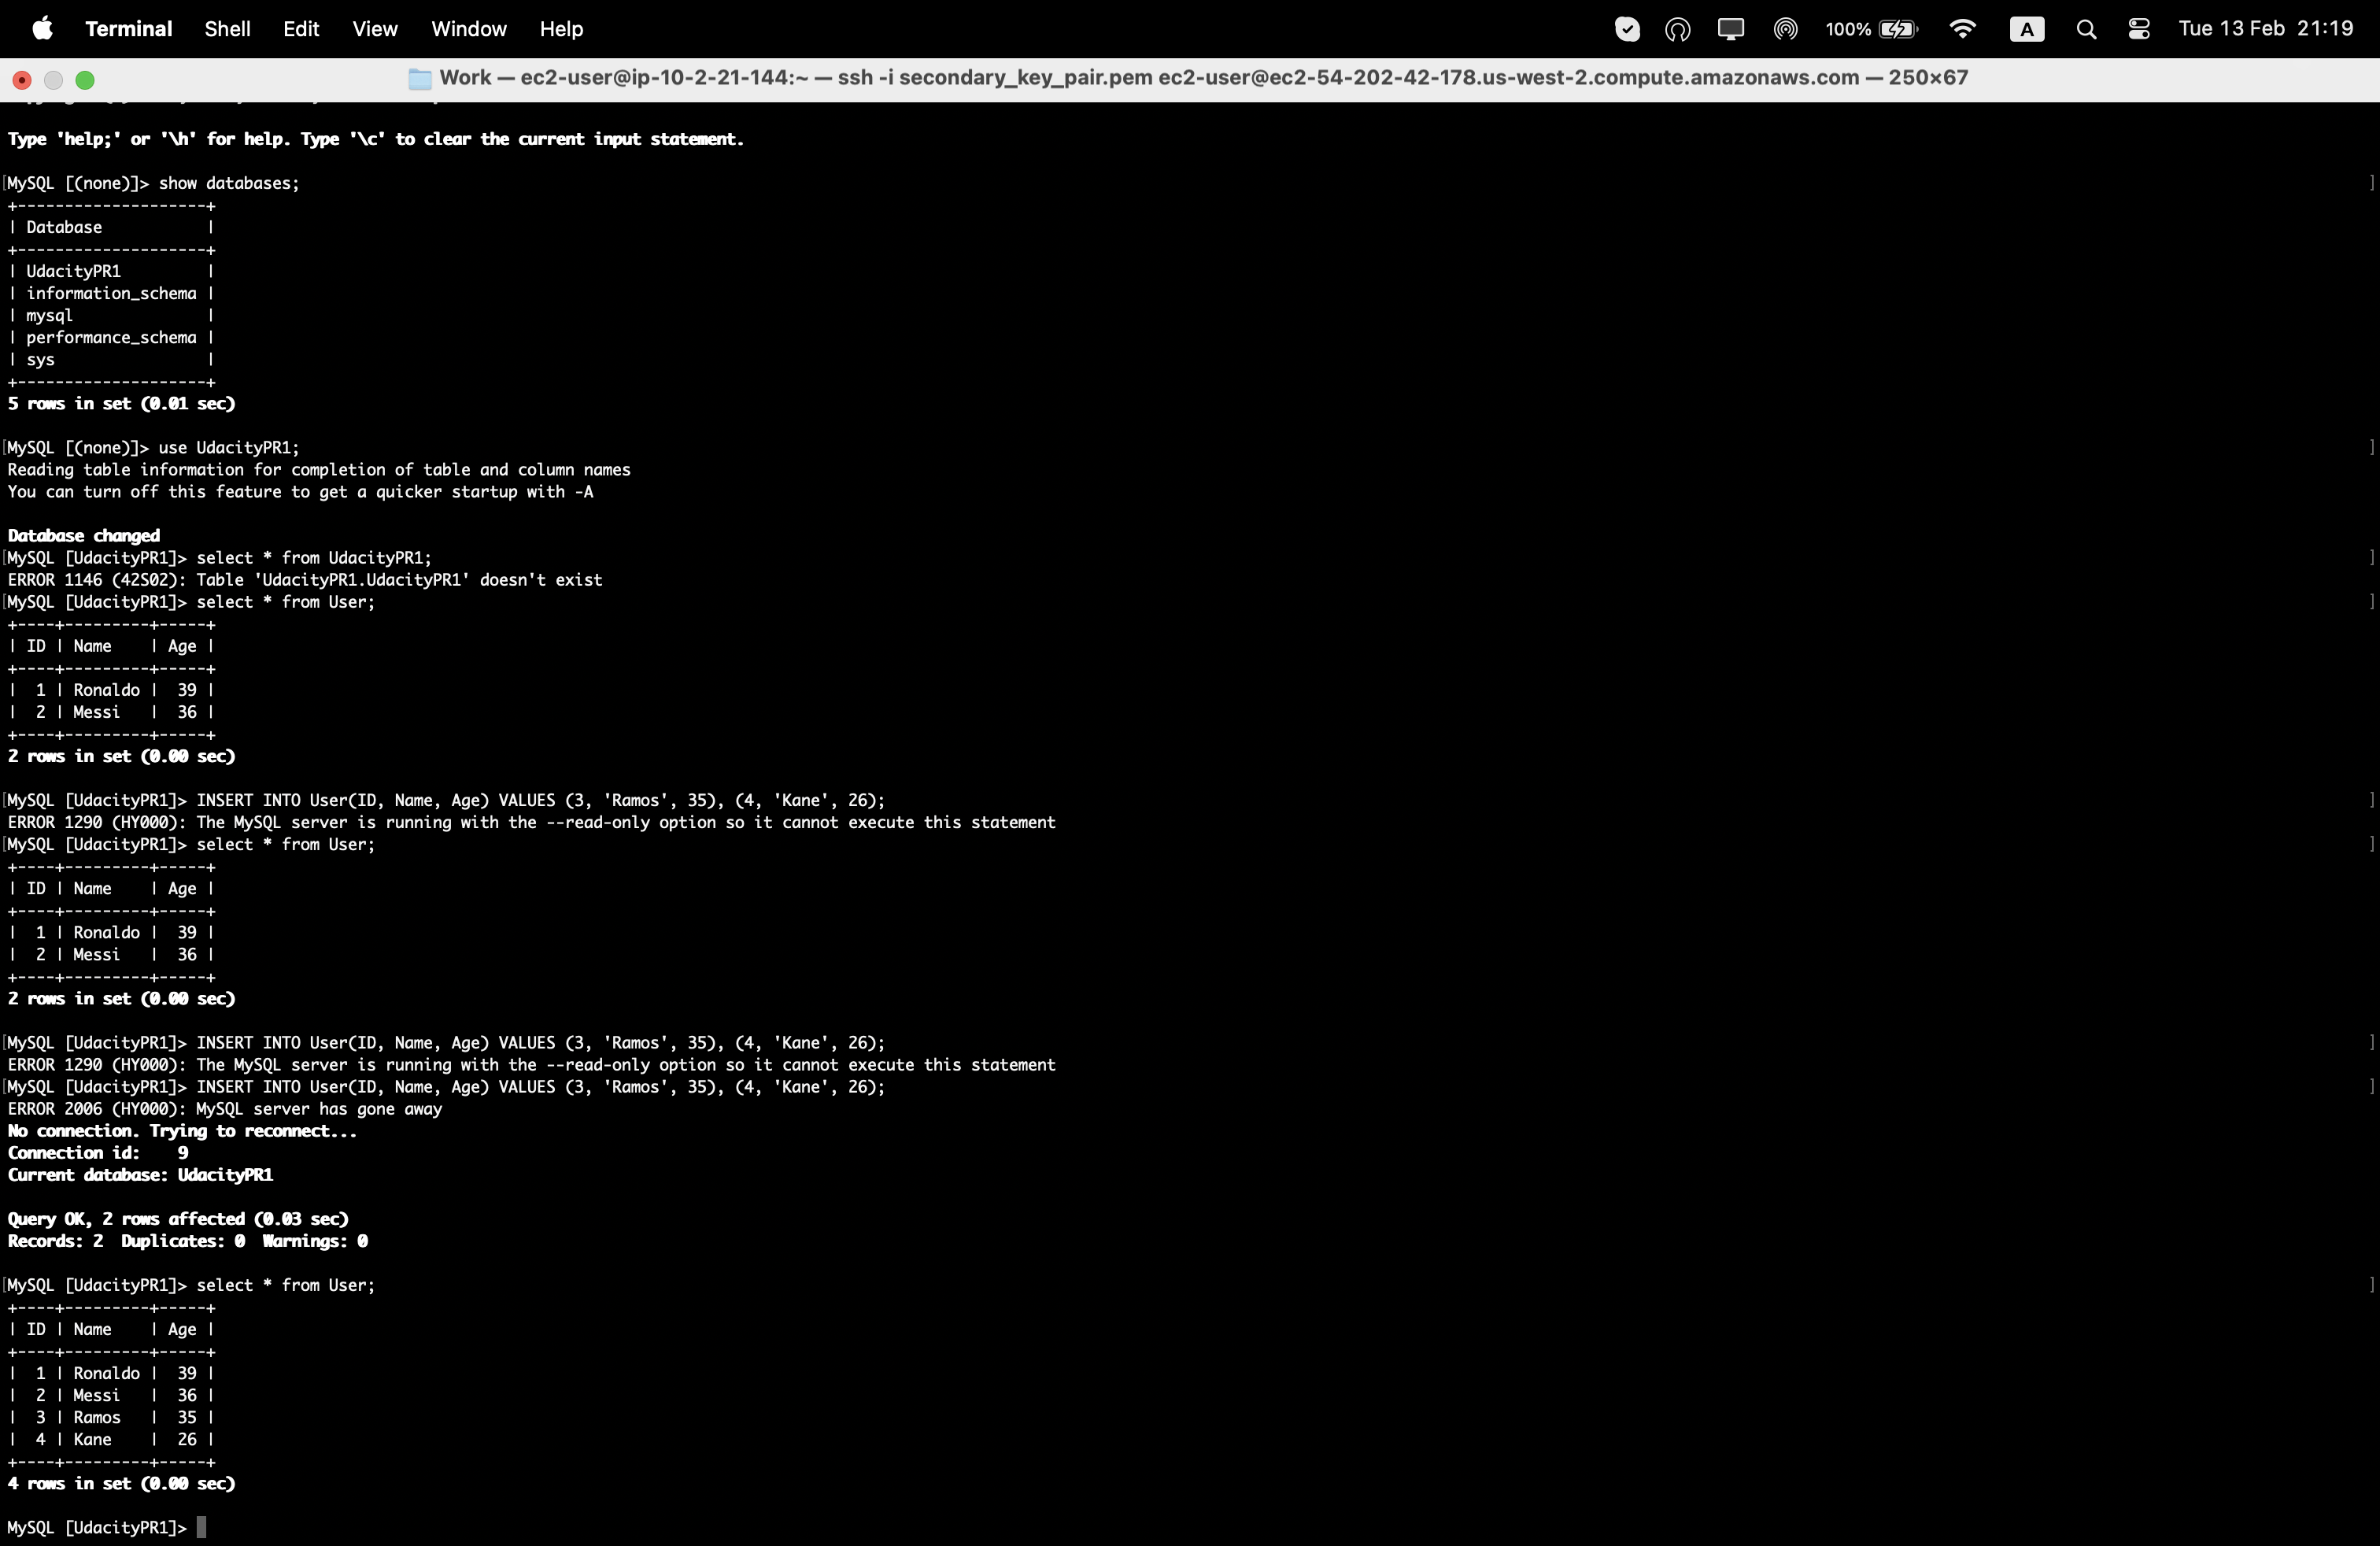 Terminal Shell Edit View Window Help 100% A Tue 13 Feb 21:19
Work — ec2-user@ip-10-2-21-144:~ — ssh -i secondary_key_pair.pem ec2-user@ec2-54-202-42-178.us-west-2.compute.amazonaws.com — 250×67
Type 'help;' or '\h' for help. Type '\c' to clear the current input statement.
[MySQL [(none)]> show databases; ]
+--------------------+
| Database           |
+--------------------+
| UdacityPR1         |
| information_schema |
| mysql              |
| performance_schema |
| sys                |
+--------------------+
5 rows in set (0.01 sec)
[MySQL [(none)]> use UdacityPR1; ]
Reading table information for completion of table and column names
You can turn off this feature to get a quicker startup with -A
Database changed
[MySQL [UdacityPR1]> select * from UdacityPR1; ]
ERROR 1146 (42S02): Table 'UdacityPR1.UdacityPR1' doesn't exist
[MySQL [UdacityPR1]> select * from User; ]
+----+---------+-----+
| ID | Name    | Age |
+----+---------+-----+
|  1 | Ronaldo |  39 |
|  2 | Messi   |  36 |
+----+---------+-----+
2 rows in set (0.00 sec)
[MySQL [UdacityPR1]> INSERT INTO User(ID, Name, Age) VALUES (3, 'Ramos', 35), (4, 'Kane', 26); ]
ERROR 1290 (HY000): The MySQL server is running with the --read-only option so it cannot execute this statement
[MySQL [UdacityPR1]> select * from User; ]
+----+---------+-----+
| ID | Name    | Age |
+----+---------+-----+
|  1 | Ronaldo |  39 |
|  2 | Messi   |  36 |
+----+---------+-----+
2 rows in set (0.00 sec)
[MySQL [UdacityPR1]> INSERT INTO User(ID, Name, Age) VALUES (3, 'Ramos', 35), (4, 'Kane', 26); ]
ERROR 1290 (HY000): The MySQL server is running with the --read-only option so it cannot execute this statement
[MySQL [UdacityPR1]> INSERT INTO User(ID, Name, Age) VALUES (3, 'Ramos', 35), (4, 'Kane', 26); ]
ERROR 2006 (HY000): MySQL server has gone away
No connection. Trying to reconnect...
Connection id:    9
Current database: UdacityPR1
Query OK, 2 rows affected (0.03 sec)
Records: 2  Duplicates: 0  Warnings: 0
[MySQL [UdacityPR1]> select * from User; ]
+----+---------+-----+
| ID | Name    | Age |
+----+---------+-----+
|  1 | Ronaldo |  39 |
|  2 | Messi   |  36 |
|  3 | Ramos   |  35 |
|  4 | Kane    |  26 |
+----+---------+-----+
4 rows in set (0.00 sec)
MySQL [UdacityPR1]>